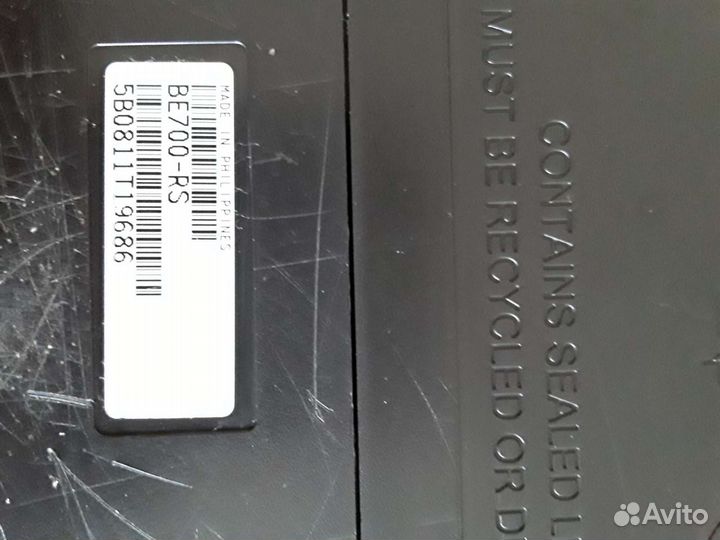 MADE IN PHILIPPINES
BE700-RS
5B0811T19686
CONTAINS SEALED L
MUST BE RECYCLED OR D
Avito